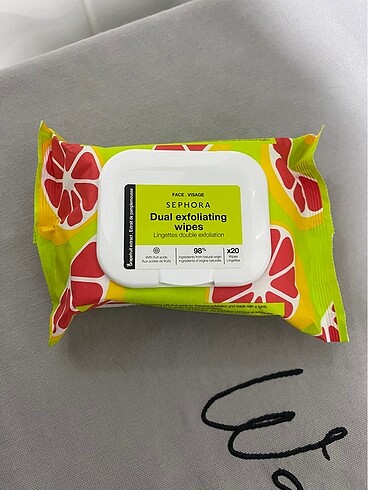 FACE . VISAGE
SEPHORA
Dual exfoliating
wipes
Lingettes double exfoliation
With fruit acids
Aux acides de fruits
98%
Ingredients from natural origin
Ingrédients d'origine naturelle
x20
Wipes
Lingettes
Grapefruit extract . Extrait de pamplemousse